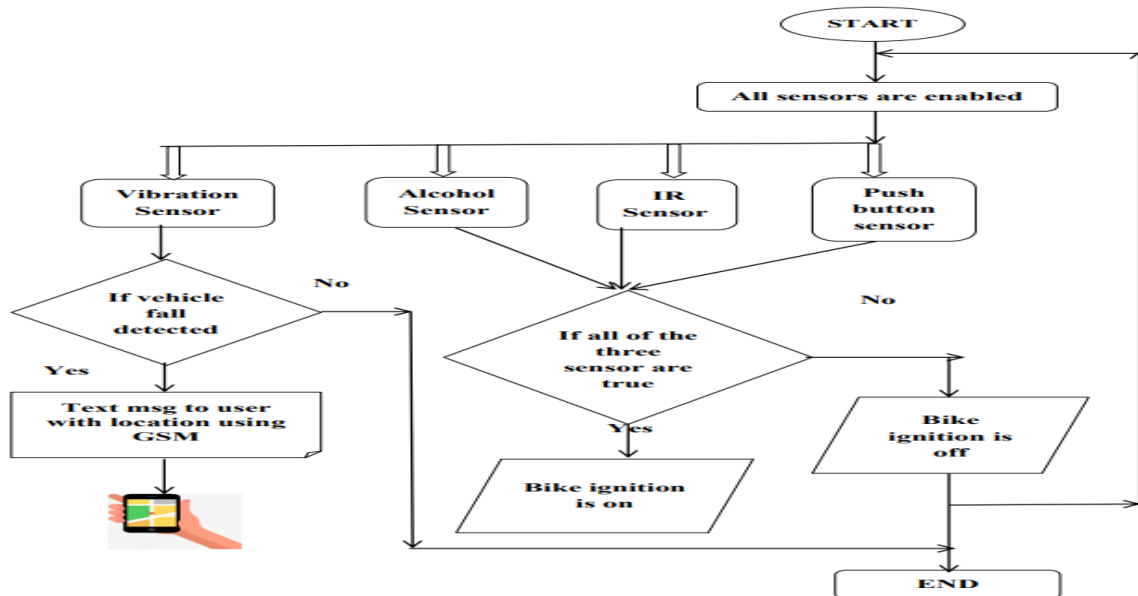 START
All sensors are enabled
Vibration
Sensor
Alcohol
Sensor
IR
Sensor
Push
button
sensor
No
If vehicle
fall
detected
No
If all of the
three
sensor are
true
Yes
Text msg to user
with location using
GSM
Yes
Bike
ignition is
off
Bike ignition
is on
END